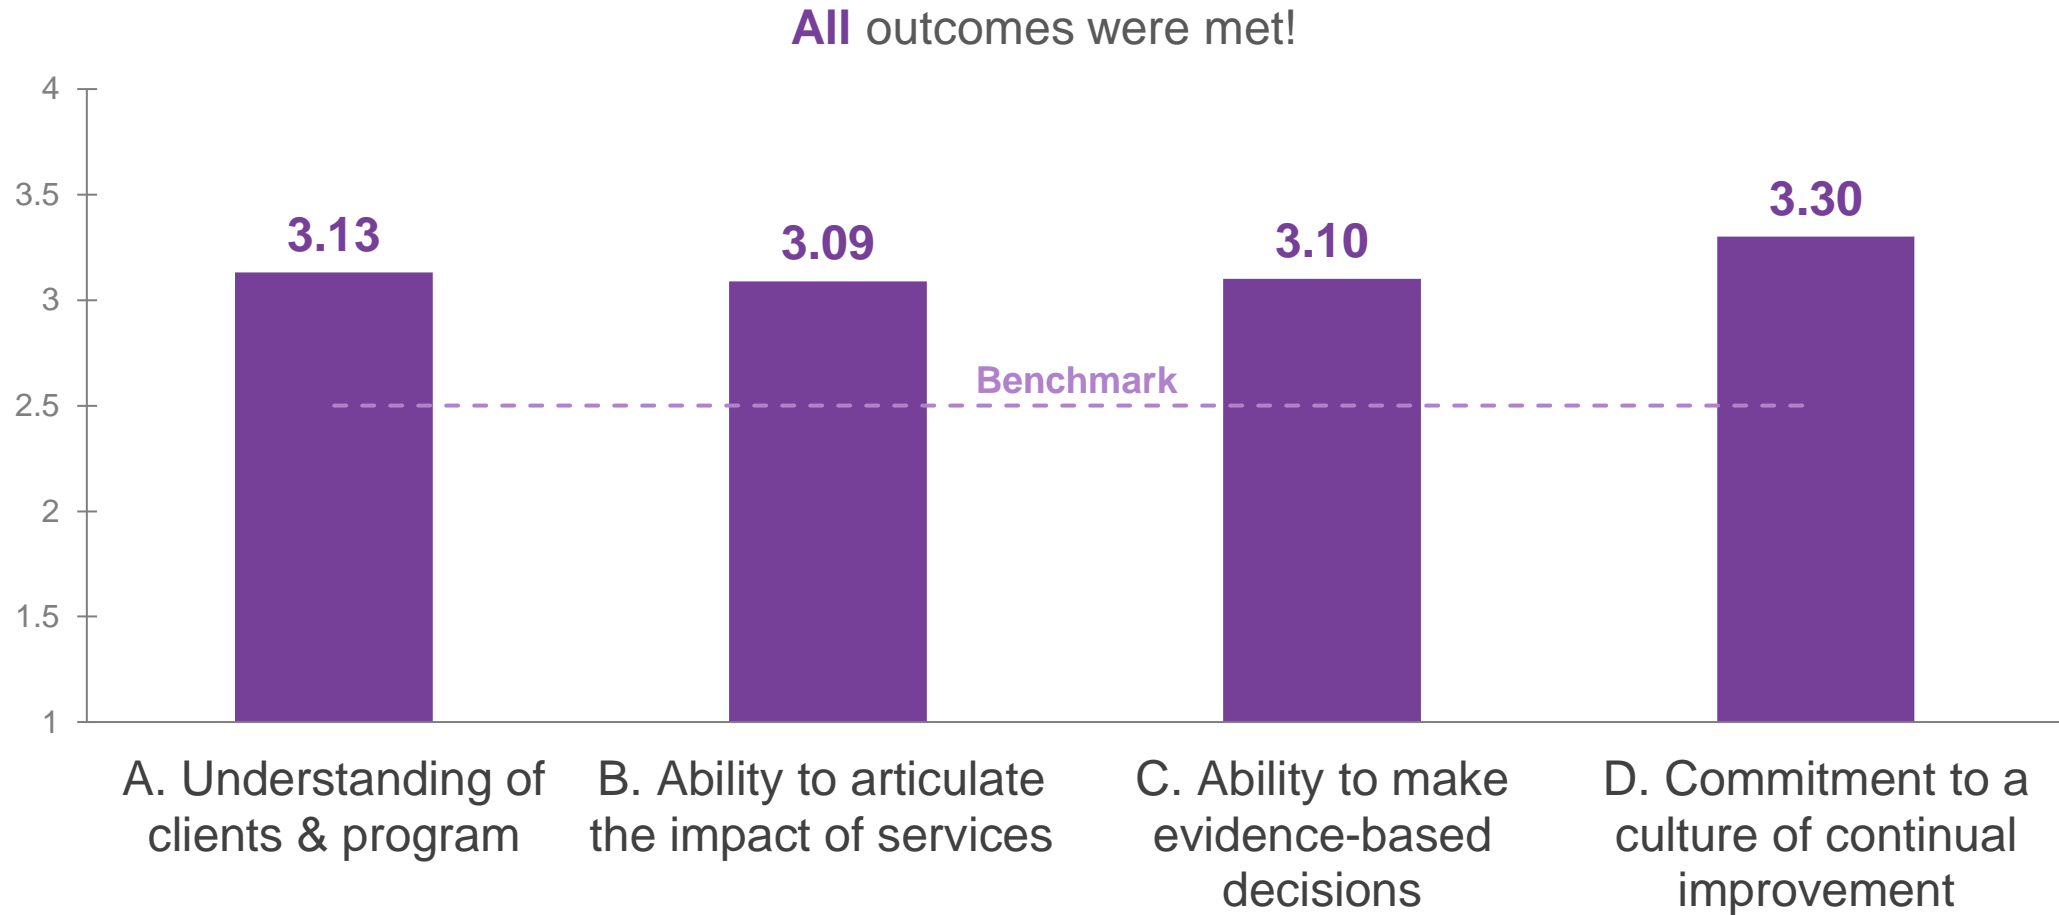 All outcomes were met!
4
3.5
3
2.5
2
1.5
1
3.13
3.09
3.10
3.30
Benchmark
A. Understanding of
clients & program
B. Ability to articulate
the impact of services
C. Ability to make
evidence-based
decisions
D. Commitment to a
culture of continual
improvement